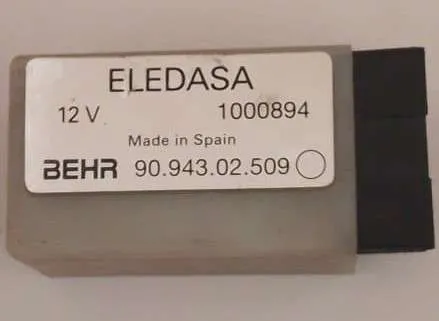 ELEDASA
12 V 1000894
Made in Spain
BEHR 90.943.02.509